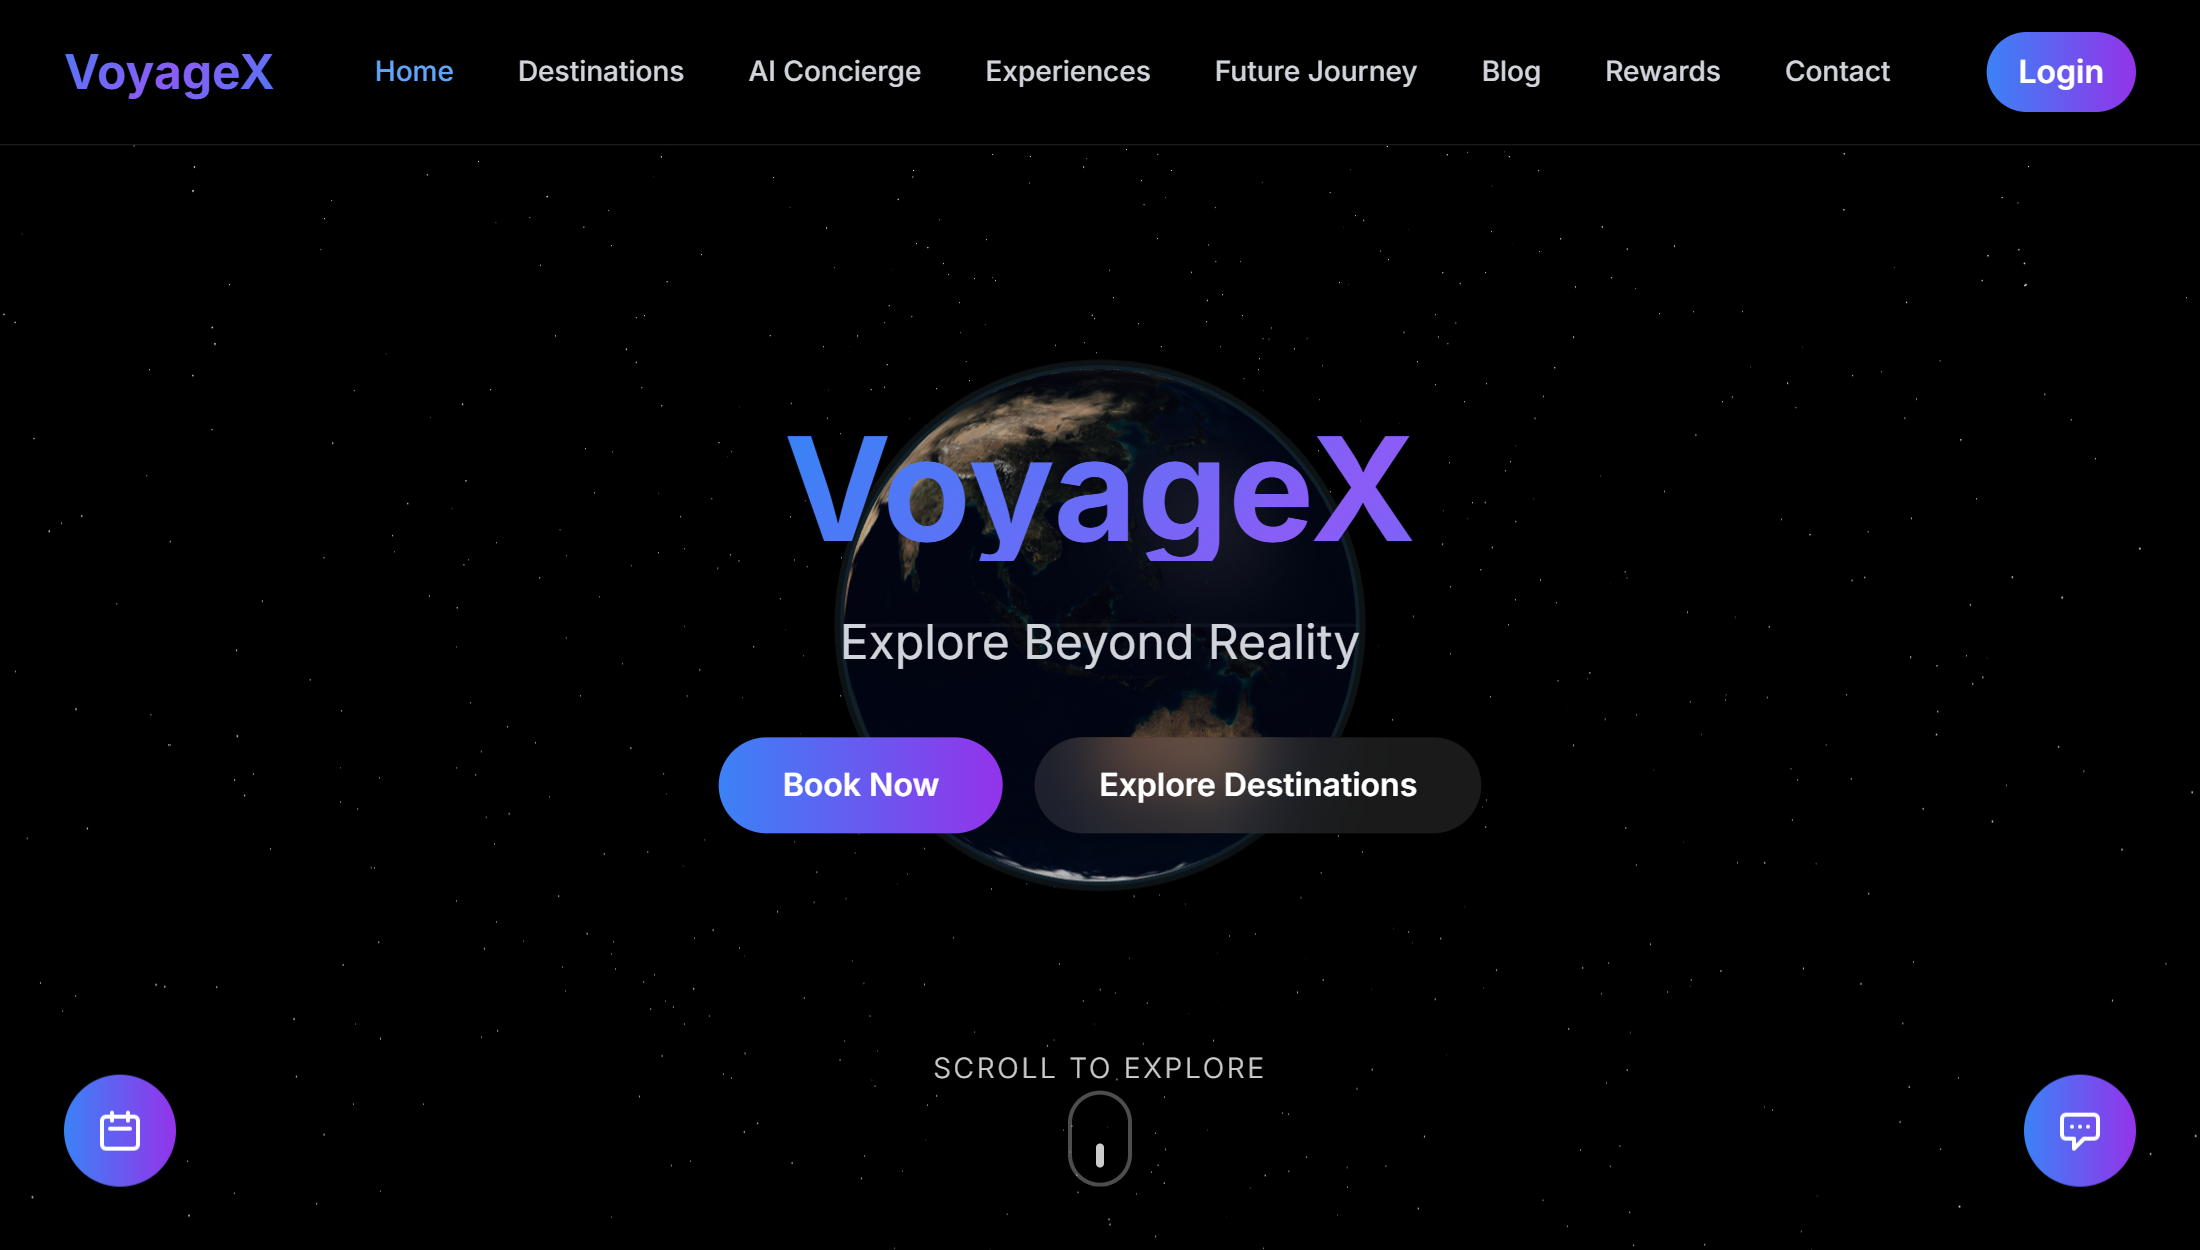 VoyageX
Home Destinations AI Concierge Experiences Future Journey Blog Rewards Contact Login
VoyageX
Explore Beyond Reality
Book Now Explore Destinations
SCROLL TO EXPLORE